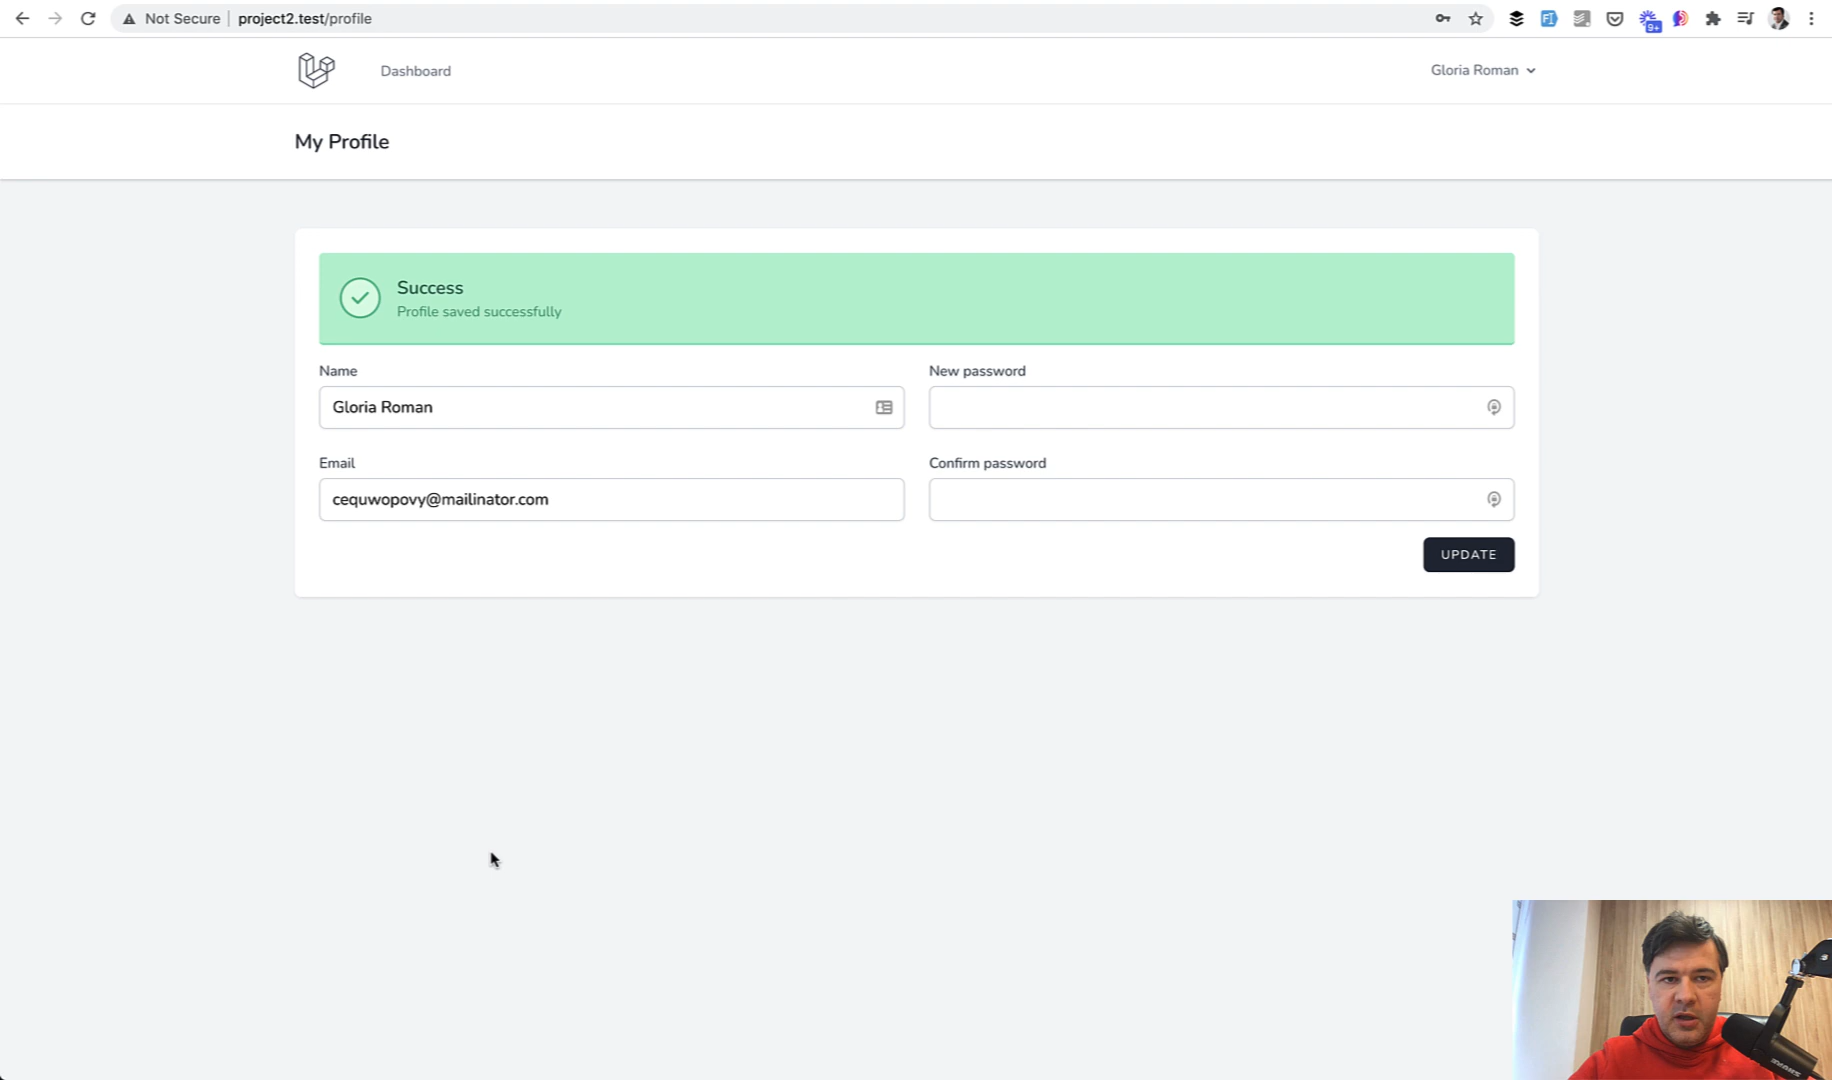 Not Secure | project2.test/profile
9+
Dashboard
Gloria Roman
My Profile
Success
Profile saved successfully
Name
New password
Gloria Roman
Email
Confirm password
cequwopovy@mailinator.com
UPDATE